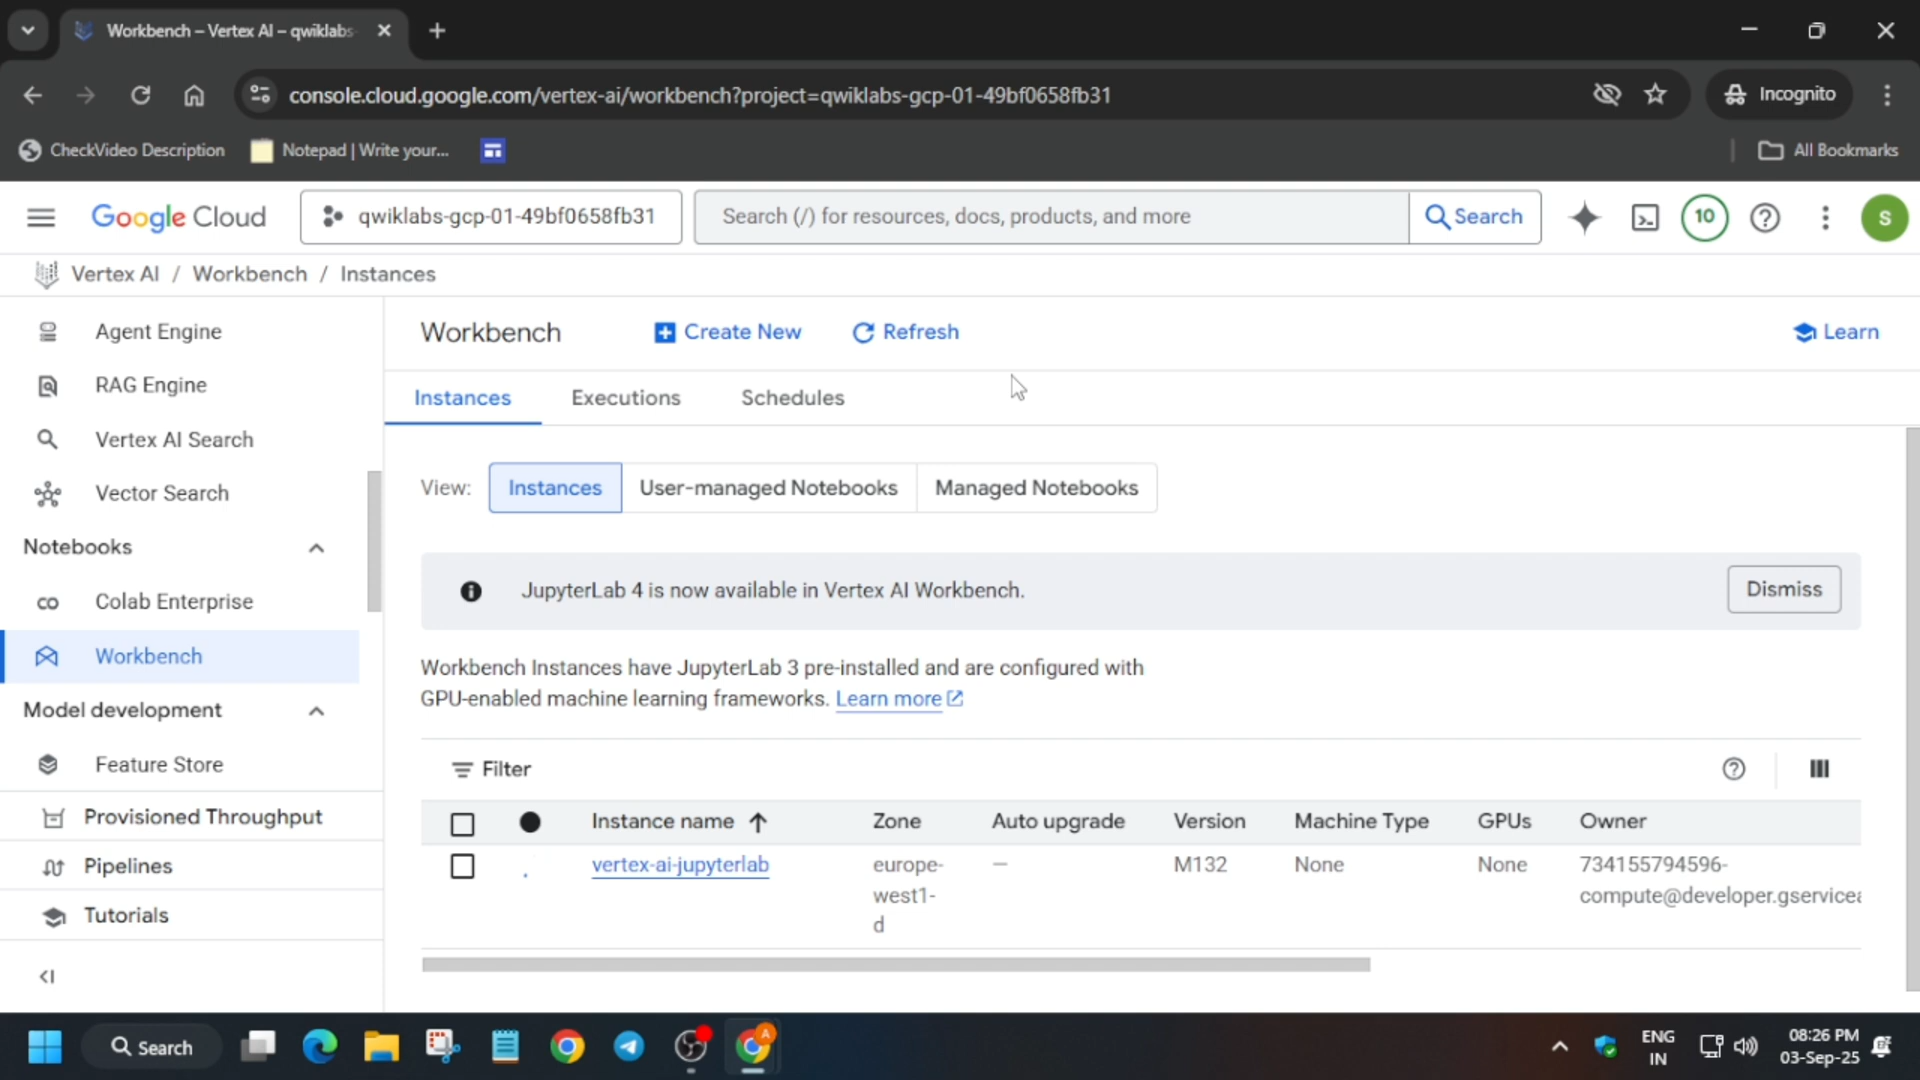 Workbench – Vertex AI – qwiklabs-
console.cloud.google.com/vertex-ai/workbench?project=qwiklabs-gcp-01-49bf0658fb31
Incognito
CheckVideo Description
Notepad | Write your...
All Bookmarks
Google Cloud
qwiklabs-gcp-01-49bf0658fb31
Search (/) for resources, docs, products, and more
Search
10
S
Vertex AI / Workbench / Instances
Agent Engine
RAG Engine
Vertex AI Search
Vector Search
Notebooks
Colab Enterprise
Workbench
Model development
Feature Store
Provisioned Throughput
Pipelines
Tutorials
Workbench
Create New
Refresh
Learn
Instances
Executions
Schedules
View:
Instances
User-managed Notebooks
Managed Notebooks
JupyterLab 4 is now available in Vertex AI Workbench.
Dismiss
Workbench Instances have JupyterLab 3 pre-installed and are configured with
GPU-enabled machine learning frameworks. Learn more
Filter
Instance name
Zone
Auto upgrade
Version
Machine Type
GPUs
Owner
vertex-ai-jupyterlab
europe-
west1-
d
—
M132
None
None
734155794596-
compute@developer.gservicea
Search
A
ENG
IN
08:26 PM
03-Sep-25